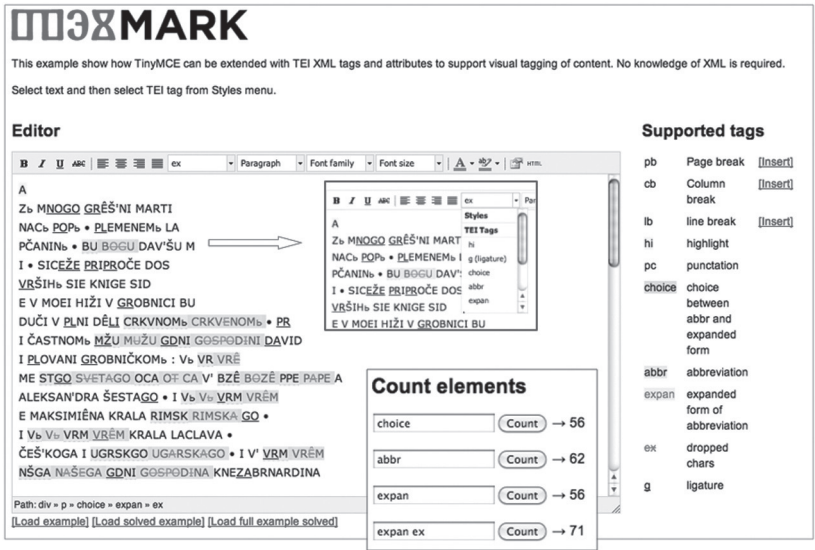 MARK
This example show how TinyMCE can be extended with TEI XML tags and attributes to support visual tagging of content. No knowledge of XML is required.
Select text and then select TEI tag from Styles menu.
Editor
B I U ABC ex Paragraph Font family Font size A ab HTML
A
Zь MNOGO GRÊŠ'NI MARTI
NACь POPь • PLEMENEMь LA
PČANINь • BU BOGU DAV'ŠU M
I • SICEŽE PRIPROČE DOS
VRŠIHь SIE KNIGE SID
E V MOEI HIŽI V GROBNICI BU
DUČI V PLNI DÊLI CRKVNOMь CRKVENOMь • PR
I ČASTNOMь MŽU MUŽU GDNI GOSPODINI DAVID
I PLOVANI GROBNIČKOMь : Vь VR VRÊ
ME STGO SVETAGO OCA OT CA V' BZÊ BOZÊ PPE PAPE A
ALEKSAN'DRA ŠESTAGO • I Vь Vь VRM VRÊM
E MAKSIMIÊNA KRALA RIMSK RIMSKA GO •
I Vь Vь VRM VRÊM KRALA LACLAVA •
ČEŠ'KOGA I UGRSKGO UGARSKAGO • I V' VRM VRÊM
NŠGA NAŠEGA GDNI GOSPODINA KNEZABRNARDINA
Path: div » p » choice » expan » ex
[Load example] [Load solved example] [Load full example solved]
B I U ABC ex Par
Styles
TEI Tags
hi
g (ligature)
choice
abbr
expan
A
Zь MNOGO GRÊŠ'NI MART
NACь POPь • PLEMENEMь L
PČANINь • BU BOGU DAV'
I • SICEŽE PRIPROČE DOS
VRŠIHь SIE KNIGE SID
E V MOEI HIŽI V GROBNICI BU
Count elements
choice Count → 56
abbr Count → 62
expan Count → 56
expan ex Count → 71
Supported tags
pb Page break [Insert]
cb Column break [Insert]
lb line break [Insert]
hi highlight
pc punctation
choice choice
between
abbr and
expanded
form
abbr abbreviation
expan expanded
form of
abbreviation
ex dropped
chars
g ligature